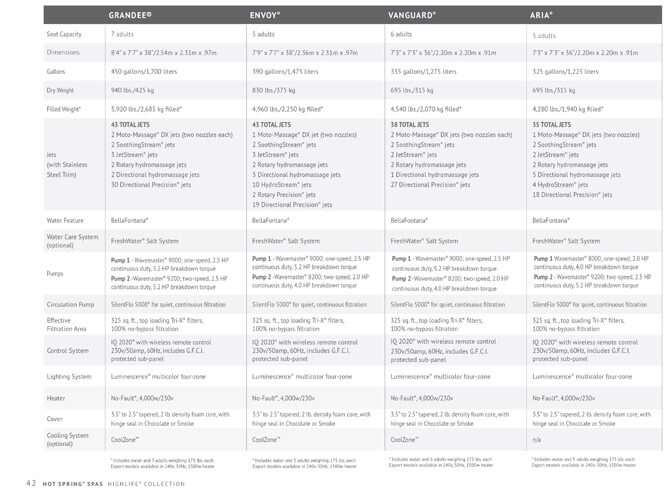 GRANDEE® ENVOY® VANGUARD® ARIA®
Seat Capacity 7 adults 5 adults 6 adults 5 adults
Dimensions 8'4" x 7'7" x 38"/2.54m x 2.31m x .97m 7'9" x 7'7" x 38"/2.36m x 2.31m x .97m 7'3" x 7'3" x 36"/2.20m x 2.20m x .91m 7'3" x 7'3" x 36"/2.20m x 2.20m x .91m
Gallons 450 gallons/1,700 liters 390 gallons/1,475 liters 335 gallons/1,275 liters 325 gallons/1,225 liters
Dry Weight 940 lbs./425 kg 830 lbs/375 kg 695 lbs/315 kg 695 lbs/315 kg
Filled Weight* 5,920 lbs/2,685 kg filled* 4,960 lbs/2,250 kg filled* 4,540 lbs/2,070 kg filled* 4,280 lbs/1,940 kg filled*
Jets
(with Stainless
Steel Trim)
43 TOTAL JETS
2 Moto-Massage® DX jets (two nozzles each)
2 SoothingStream® jets
3 JetStream® jets
2 Rotary hydromassage jets
2 Directional hydromassage jets
30 Directional Precision® jets
43 TOTAL JETS
1 Moto-Massage® DX jet (two nozzles)
2 SoothingStream® jets
3 JetStream® jets
2 Rotary hydromassage jets
3 Directional hydromassage jets
10 HydroStream® jets
2 Rotary Precision® jets
19 Directional Precision® jets
38 TOTAL JETS
2 Moto-Massage® DX jets (two nozzles each)
2 SoothingStream® jets
2 JetStream® jets
2 Rotary hydromassage jets
1 Directional hydromassage jets
27 Directional Precision® jets
35 TOTAL JETS
1 Moto-Massage® DX jets (two nozzles)
2 SoothingStream® jets
2 JetStream® jets
2 Rotary hydromassage jets
5 Directional hydromassage jets
4 HydroStream® jets
18 Directional Precision® jets
Water Feature BellaFontana® BellaFontana® BellaFontana® BellaFontana®
Water Care System
(optional)
FreshWater® Salt System FreshWater® Salt System FreshWater® Salt System FreshWater® Salt System
Pumps
Pump 1 - Wavemaster® 9000; one-speed, 2.5 HP
continuous duty, 5.2 HP breakdown torque
Pump 2 -Wavemaster® 9200; two-speed, 2.5 HP
continuous duty, 5.2 HP breakdown torque
Pump 1 - Wavemaster® 9000; one-speed, 2.5 HP
continuous duty, 5.2 HP breakdown torque
Pump 2 -Wavemaster® 8200; two-speed, 2.0 HP
continuous duty, 4.0 HP breakdown torque
Pump 1 - Wavemaster® 9000; one-speed, 2.5 HP
continuous duty, 5.2 HP breakdown torque
Pump 2 -Wavemaster® 8200; two-speed, 2.0 HP
continuous duty, 4.0 HP breakdown torque
Pump 1 Wavemaster® 8000; one-speed, 2.0 HP
continuous duty, 4.0 HP breakdown torque
Pump 2 - Wavemaster® 9200; two-speed, 2.5 HP
continuous duty, 5.2 HP breakdown torque
Circulation Pump SilentFlo 5000® for quiet, continuous filtration SilentFlo 5000® for quiet, continuous filtration SilentFlo 5000® for quiet, continuous filtration SilentFlo 5000® for quiet, continuous filtration
Effective
Filtration Area
325 sq. ft., top loading Tri-X® filters,
100% no-bypass filtration
325 sq. ft., top loading Tri-X® filters,
100% no-bypass filtration
325 sq. ft., top loading Tri-X® filters,
100% no-bypass filtration
325 sq. ft., top loading Tri-X® filters,
100% no-bypass filtration
Control System
IQ 2020® with wireless remote control
230v/50amp, 60Hz, includes G.F.C.I.
protected sub-panel
IQ 2020® with wireless remote control
230v/50amp, 60Hz, includes G.F.C.I.
protected sub-panel
IQ 2020® with wireless remote control
230v/50amp, 60Hz, includes G.F.C.I.
protected sub-panel
IQ 2020® with wireless remote control
230v/50amp, 60Hz, includes G.F.C.I.
protected sub-panel
Lighting System Luminescence® multicolor four-zone Luminescence® multicolor four-zone Luminescence® multicolor four-zone Luminescence® multicolor four-zone
Heater No-Fault®, 4,000w/230v No-Fault®, 4,000w/230v No-Fault®, 4,000w/230v No-Fault®, 4,000w/230v
Cover
3.5" to 2.5" tapered, 2 lb. density foam core, with
hinge seal in Chocolate or Smoke
3.5" to 2.5" tapered, 2 lb. density foam core, with
hinge seal in Chocolate or Smoke
3.5" to 2.5" tapered, 2 lb. density foam core, with
hinge seal in Chocolate or Smoke
3.5" to 2.5" tapered, 2 lb. density foam core, with
hinge seal in Chocolate or Smoke
Cooling System
(optional)
CoolZone™ CoolZone™ CoolZone™ n/a
* Includes water and 7 adults weighing 175 lbs. each
Export models available in 240v, 50Hz, 1500w heater
* Includes water and 5 adults weighing 175 lbs. each
Export models available in 240v, 50Hz, 1500w heater
* Includes water and 6 adults weighing 175 lbs. each
Export models available in 240v, 50Hz, 1500w heater
* Includes water and 5 adults weighing 175 lbs. each
Export models available in 240v, 50Hz, 1500w heater
42 HOT SPRING® SPAS HIGHLIFE® COLLECTION